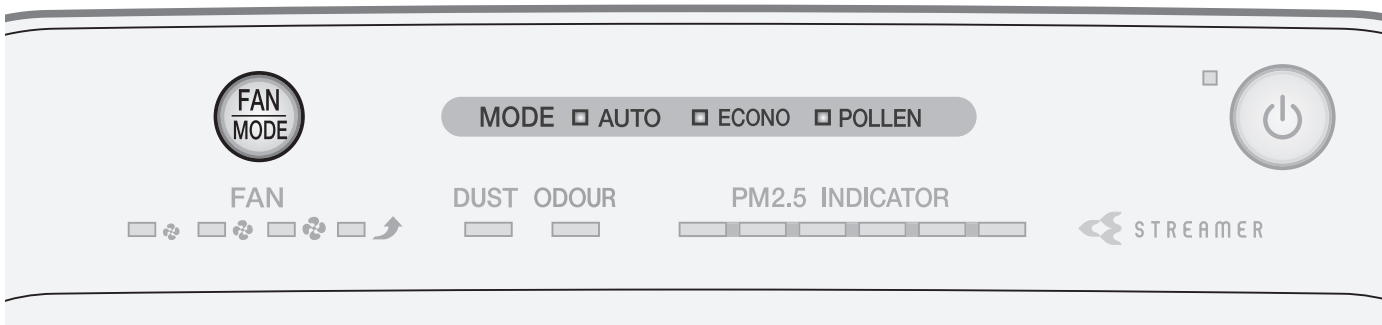 FAN
MODE
MODE AUTO ECONO POLLEN
FAN
DUST ODOUR
PM2.5 INDICATOR
STREAMER